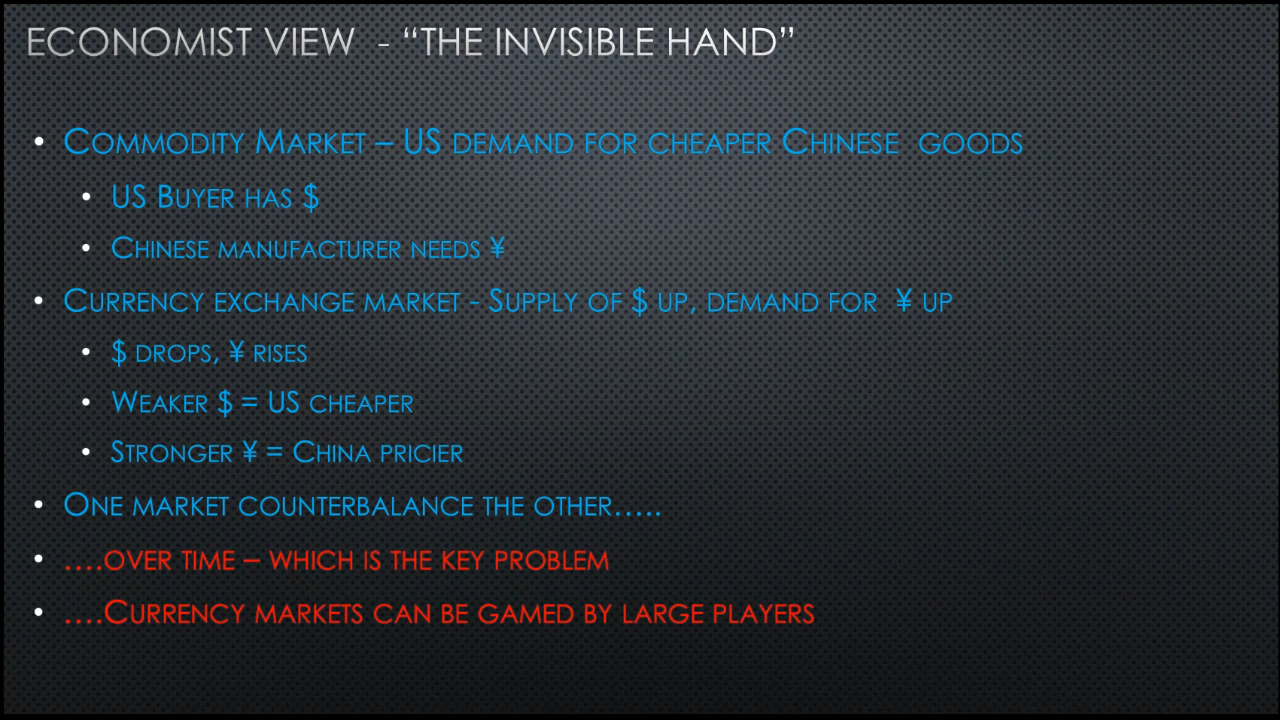 ECONOMIST VIEW - “THE INVISIBLE HAND”
• COMMODITY MARKET – US DEMAND FOR CHEAPER CHINESE GOODS
• US BUYER HAS $
• CHINESE MANUFACTURER NEEDS ¥
• CURRENCY EXCHANGE MARKET - SUPPLY OF $ UP, DEMAND FOR ¥ UP
• $ DROPS, ¥ RISES
• WEAKER $ = US CHEAPER
• STRONGER ¥ = CHINA PRICIER
• ONE MARKET COUNTERBALANCE THE OTHER.....
• ....OVER TIME – WHICH IS THE KEY PROBLEM
• ....CURRENCY MARKETS CAN BE GAMED BY LARGE PLAYERS